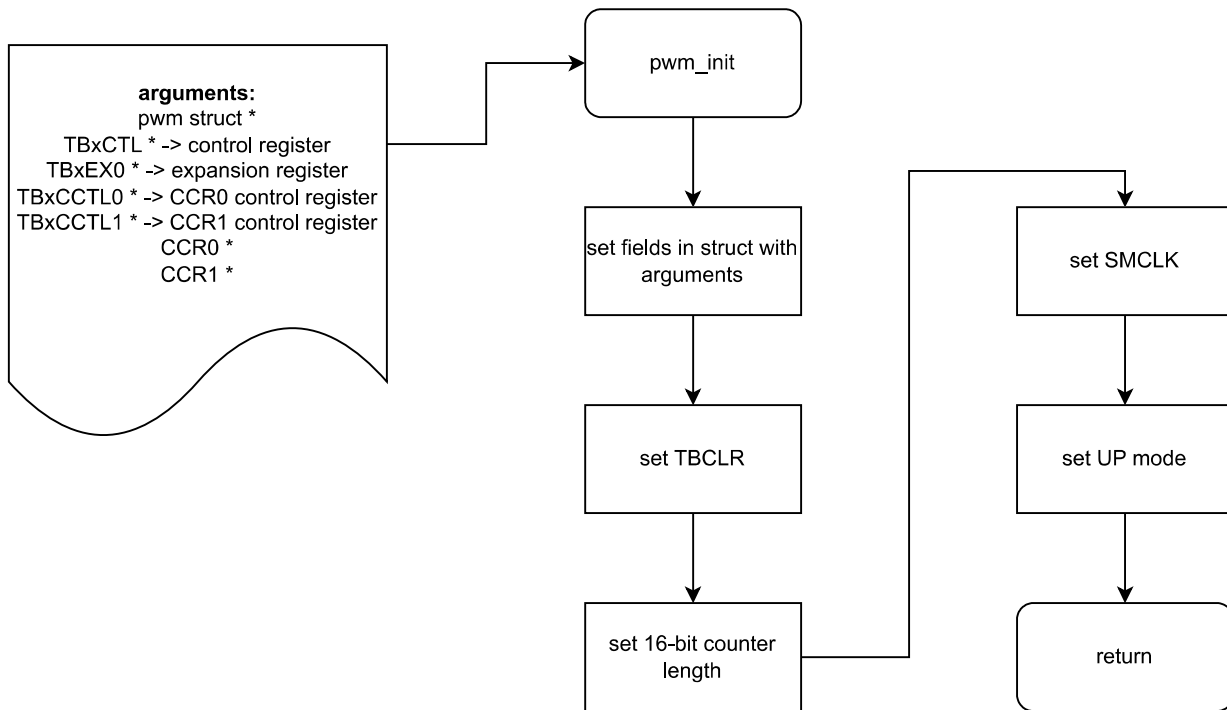 arguments:
pwm struct *
TBxCTL * -> control register
TBxEX0 * -> expansion register
TBxCCTL0 * -> CCR0 control register
TBxCCTL1 * -> CCR1 control register
CCR0 *
CCR1 *
pwm_init
set fields in struct with
arguments
set TBCLR
set 16-bit counter
length
set SMCLK
set UP mode
return